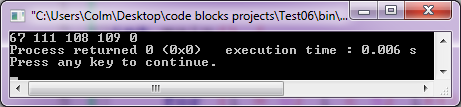 "C:\Users\Colm\Desktop\code blocks projects\Test06\bin\...
67 111 108 109 0
Process returned 0 (0x0)   execution time : 0.006 s
Press any key to continue.